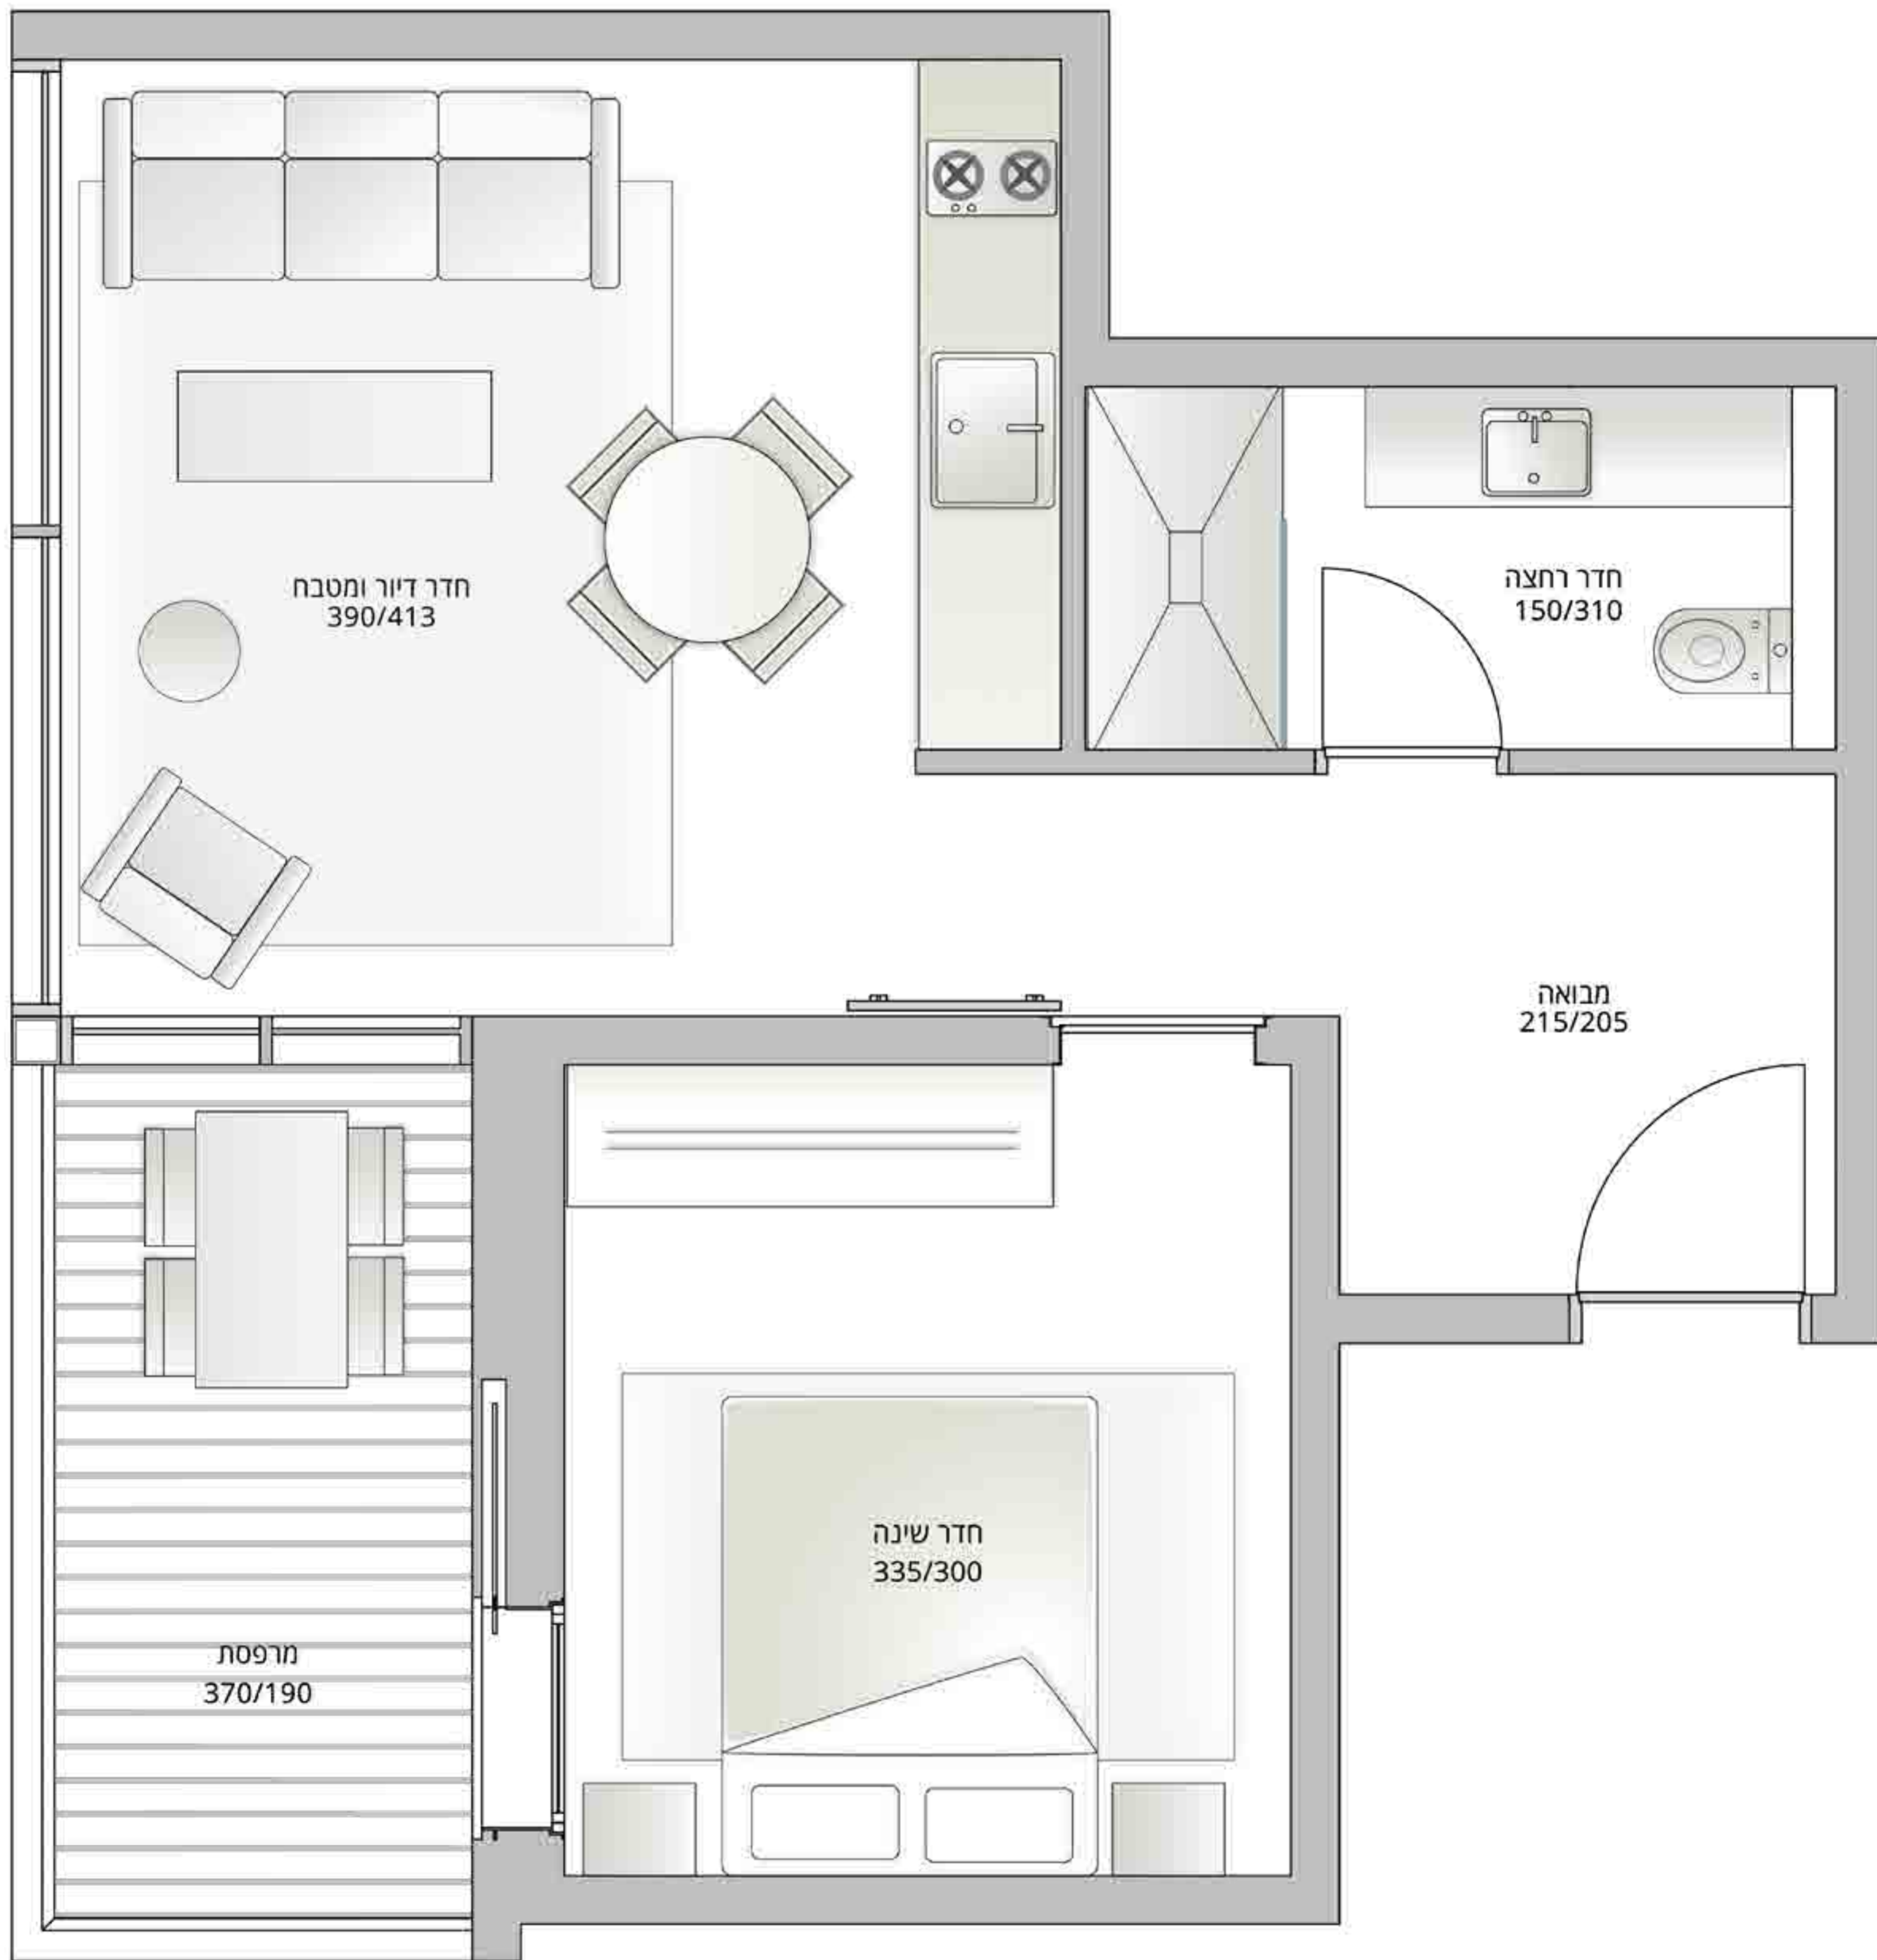 חדר דיור ומטבח
390/413
חדר רחצה
150/310
מבואה
215/205
חדר שינה
335/300
מרפסת
370/190